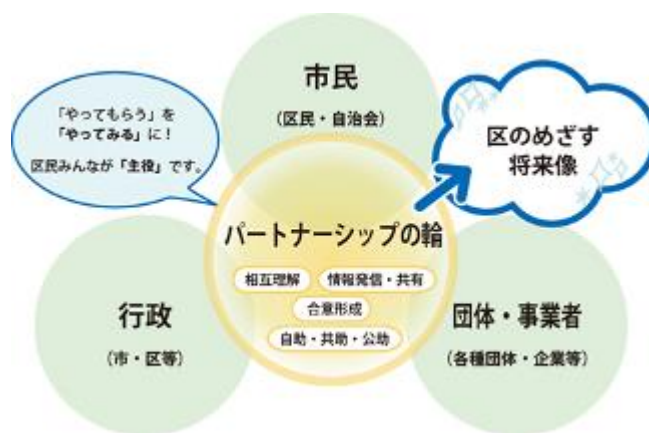 市民
(区民・自治会)
「やってもらう」を
「やってみる」に!
区民みんなが「主役」です。
区のめざす
将来像
パートナーシップの輪
相互理解
情報発信・共有
合意形成
自助・共助・公助
行政
(市・区等)
団体・事業者
(各種団体・企業等)